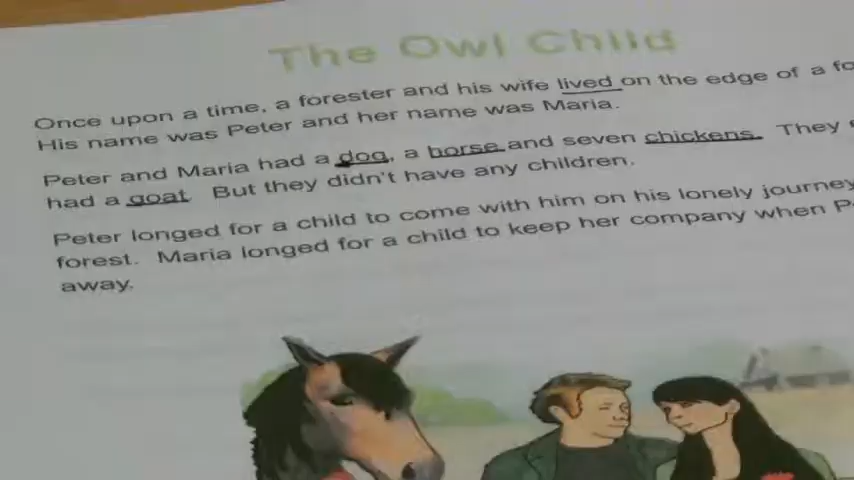 The Owl Child
Once upon a time, a forester and his wife lived on the edge of a
His name was Peter and her name was Maria.
Peter and Maria had a dog, a horse and seven chickens. They
had a goat. But they didn't have any children.
Peter longed for a child to come with him on his lonely journey
forest. Maria longed for a child to keep her company when
away.